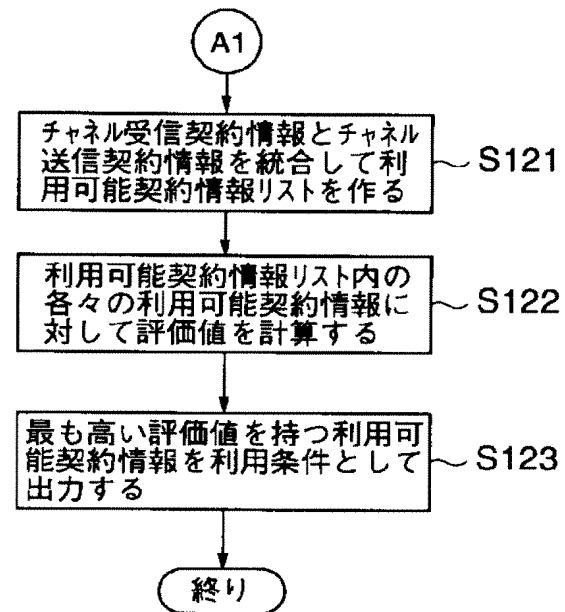 A1
チャネル受信契約情報とチャネル
送信契約情報を統合して利
用可能契約情報リストを作る
S121
利用可能契約情報リスト内の
各々の利用可能契約情報に
対して評価値を計算する
S122
最も高い評価値を持つ利用可
能契約情報を利用条件として
出力する
S123
終り